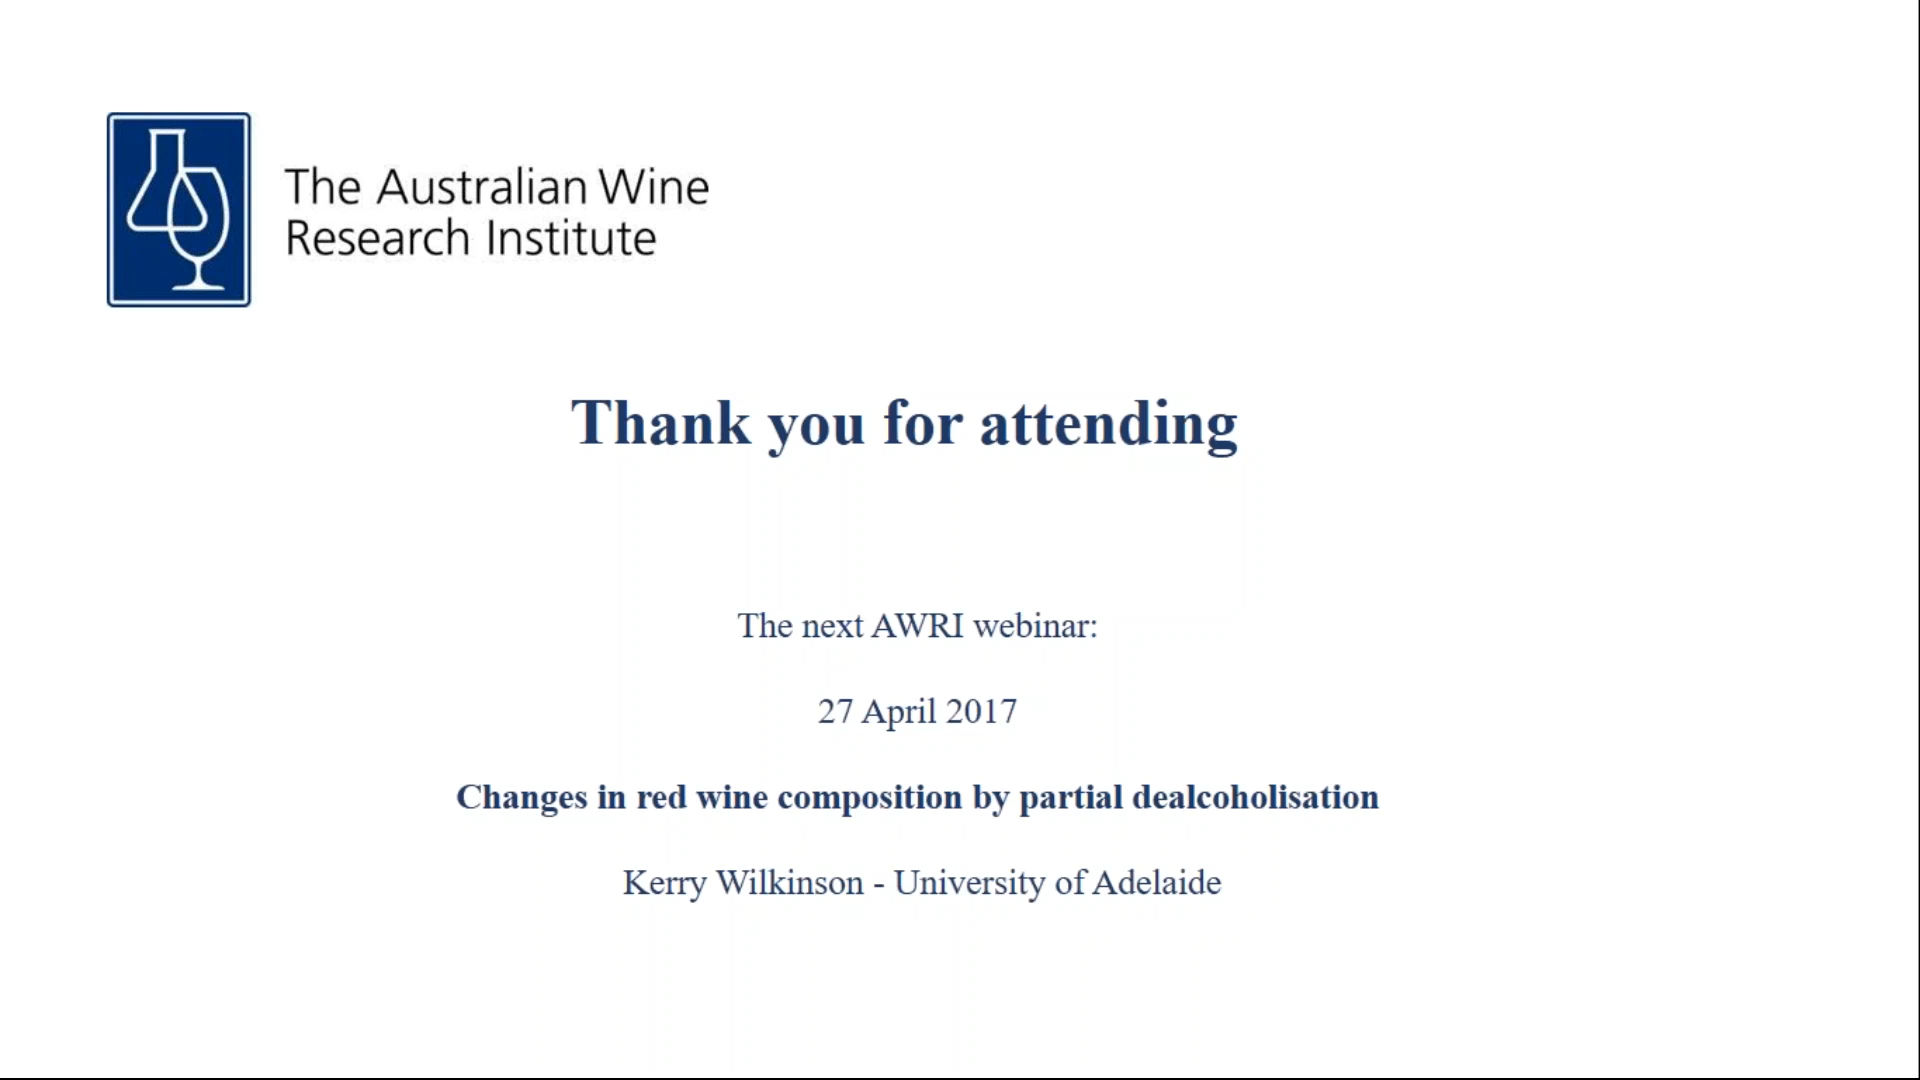 The Australian Wine
Research Institute
Thank you for attending
The next AWRI webinar:
27 April 2017
Changes in red wine composition by partial dealcoholisation
Kerry Wilkinson - University of Adelaide